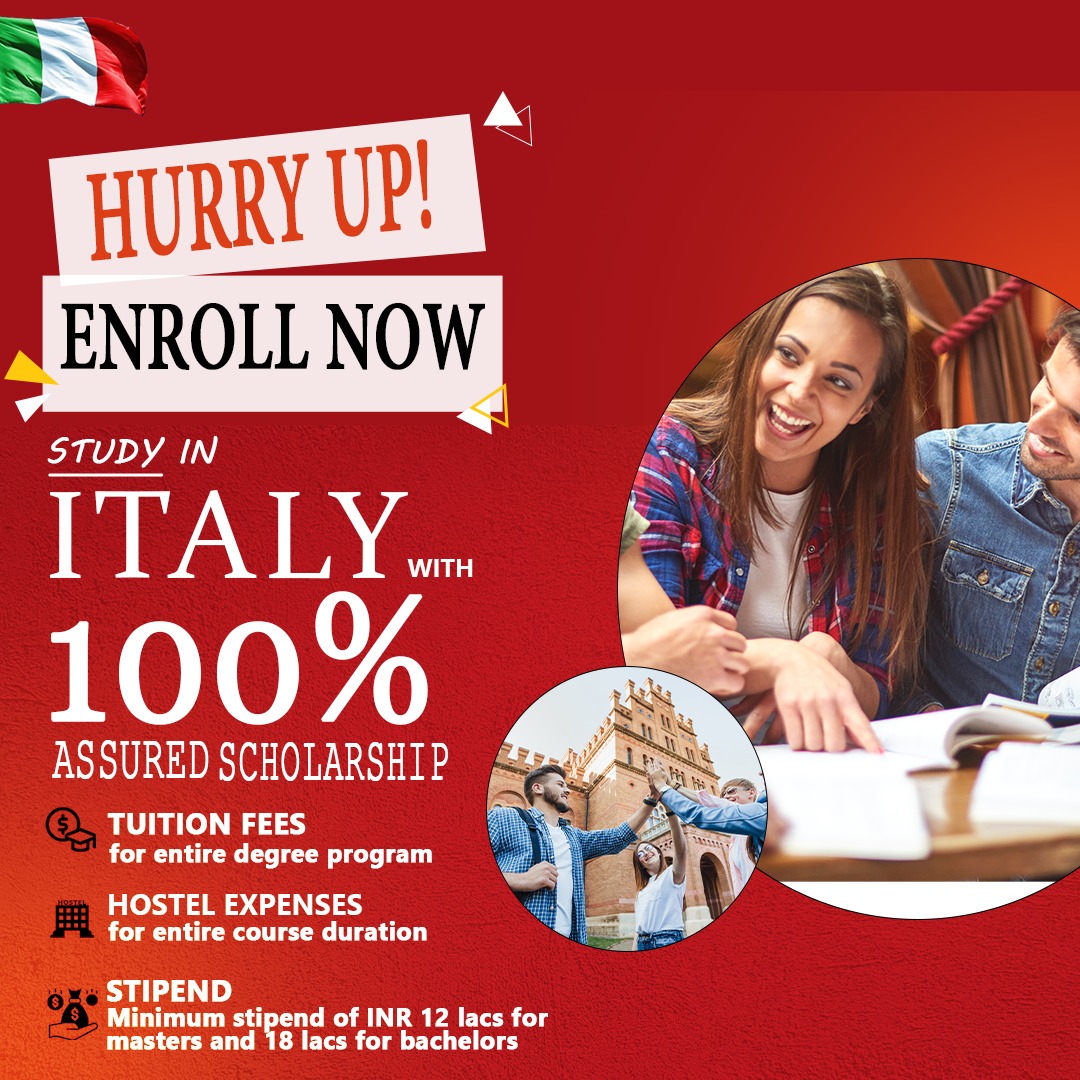 HURRY UP!
ENROLL NOW
STUDY IN
ITALY WITH
100%
ASSURED SCHOLARSHIP
TUITION FEES
for entire degree program
HOSTEL
HOSTEL EXPENSES
for entire course duration
STIPEND
Minimum stipend of INR 12 lacs for
masters and 18 lacs for bachelors